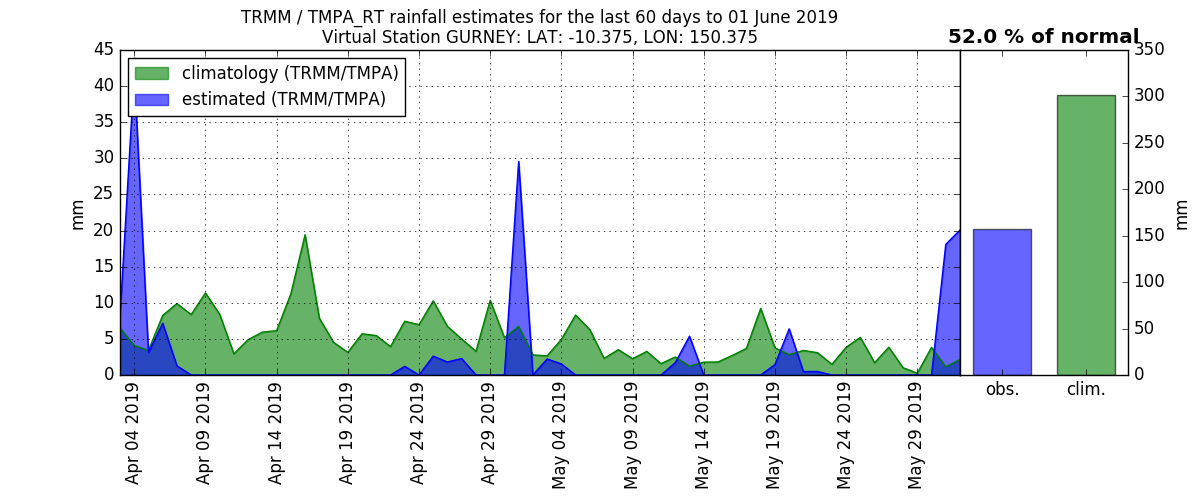 TRMM / TMPA_RT rainfall estimates for the last 60 days to 01 June 2019
Virtual Station GURNEY: LAT: -10.375, LON: 150.375
52.0 % of normal
climatology (TRMM/TMPA)
estimated (TRMM/TMPA)
mm
45
40
35
30
25
20
15
10
5
0
Apr 04 2019
Apr 09 2019
Apr 14 2019
Apr 19 2019
Apr 24 2019
Apr 29 2019
May 04 2019
May 09 2019
May 14 2019
May 19 2019
May 24 2019
May 29 2019
obs.
clim.
350
300
250
200
150
100
50
0
mm